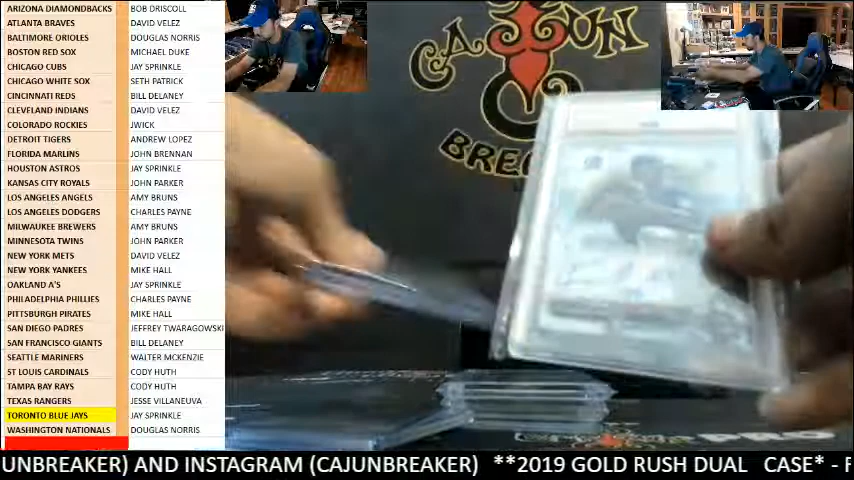 ARIZONA DIAMONDBACKS BOB DRISCOLL
ATLANTA BRAVES DAVID VELEZ
BALTIMORE ORIOLES DOUGLAS NORRIS
BOSTON RED SOX MICHAEL DUKE
CHICAGO CUBS JAY SPRINKLE
CHICAGO WHITE SOX SETH PATRICK
CINCINNATI REDS BILL DELANEY
CLEVELAND INDIANS DAVID VELEZ
COLORADO ROCKIES JWICK
DETROIT TIGERS ANDREW LOPEZ
FLORIDA MARLINS JOHN BRENNAN
HOUSTON ASTROS JAY SPRINKLE
KANSAS CITY ROYALS JOHN PARKER
LOS ANGELES ANGELS AMY BRUNS
LOS ANGELES DODGERS CHARLES PAYNE
MILWAUKEE BREWERS AMY BRUNS
MINNESOTA TWINS JOHN PARKER
NEW YORK METS DAVID VELEZ
NEW YORK YANKEES MIKE HALL
OAKLAND A'S JAY SPRINKLE
PHILADELPHIA PHILLIES CHARLES PAYNE
PITTSBURGH PIRATES MIKE HALL
SAN DIEGO PADRES JEFFREY TWARAGOWSKI
SAN FRANCISCO GIANTS BILL DELANEY
SEATTLE MARINERS WALTER MCKENZIE
ST LOUIS CARDINALS CODY HUTH
TAMPA BAY RAYS CODY HUTH
TEXAS RANGERS JESSE VILLANEUVA
TORONTO BLUE JAYS JAY SPRINKLE
WASHINGTON NATIONALS DOUGLAS NORRIS
CAJUN
BRE
UNBREAKER) AND INSTAGRAM (CAJUNBREAKER) **2019 GOLD RUSH DUAL CASE* - F